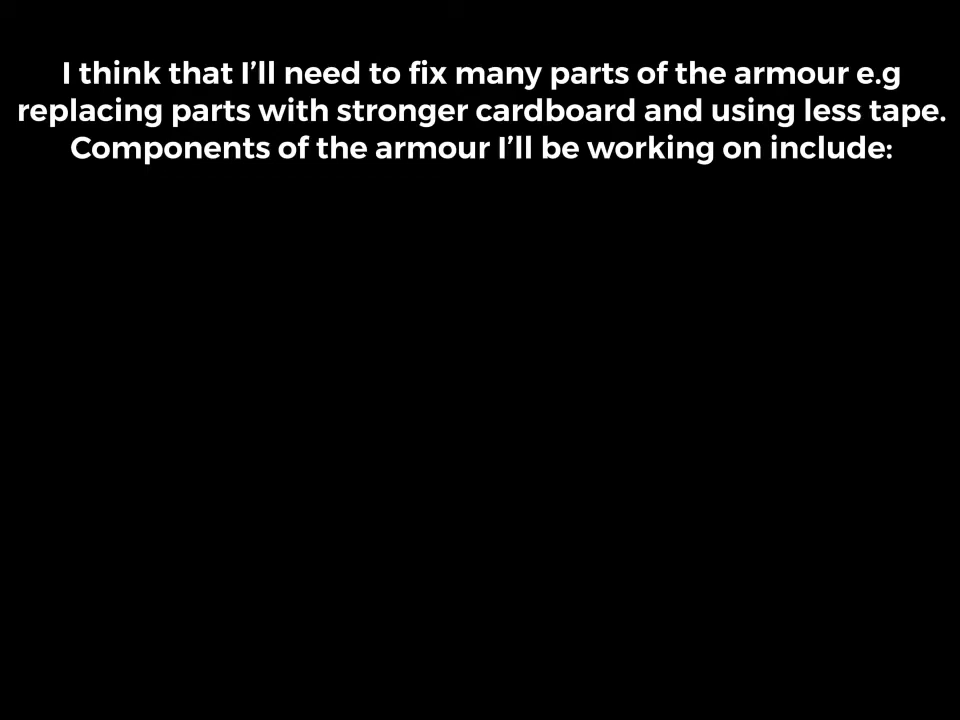 I think that I’ll need to fix many parts of the armour e.g
replacing parts with stronger cardboard and using less tape.
Components of the armour I’ll be working on include: